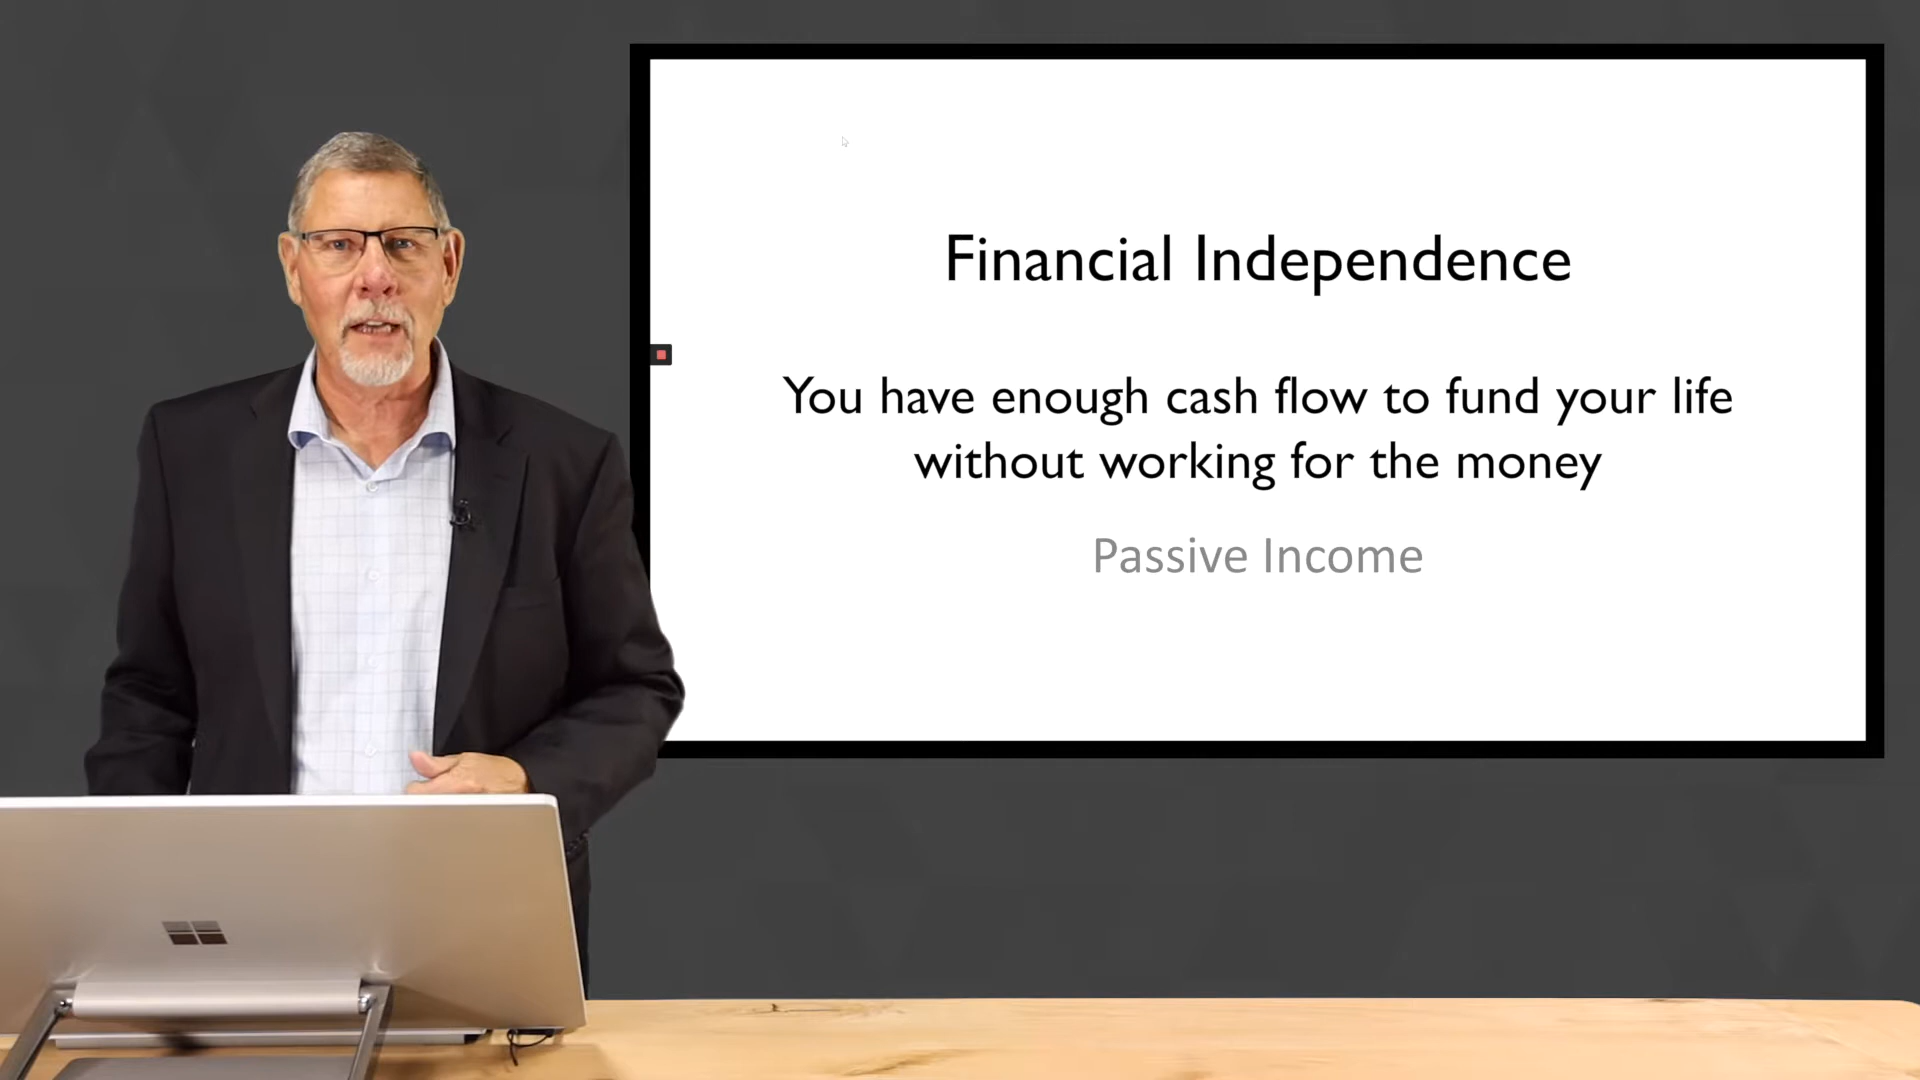 Financial Independence
You have enough cash flow to fund your life
without working for the money
Passive Income